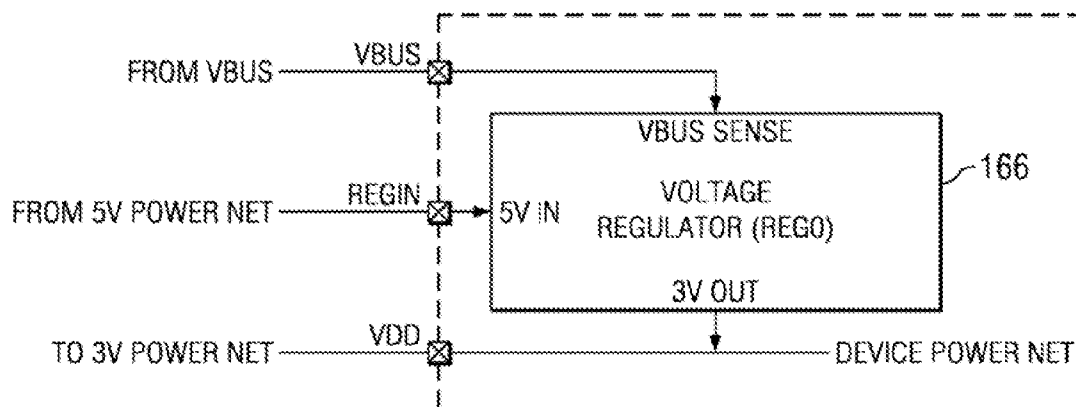 VBUS
FROM VBUS
VBUS SENSE
166
REGIN
VOLTAGE
FROM 5V POWER NET
5V IN
REGULATOR (REG0)
3V OUT
VDD
TO 3V POWER NET
DEVICE POWER NET